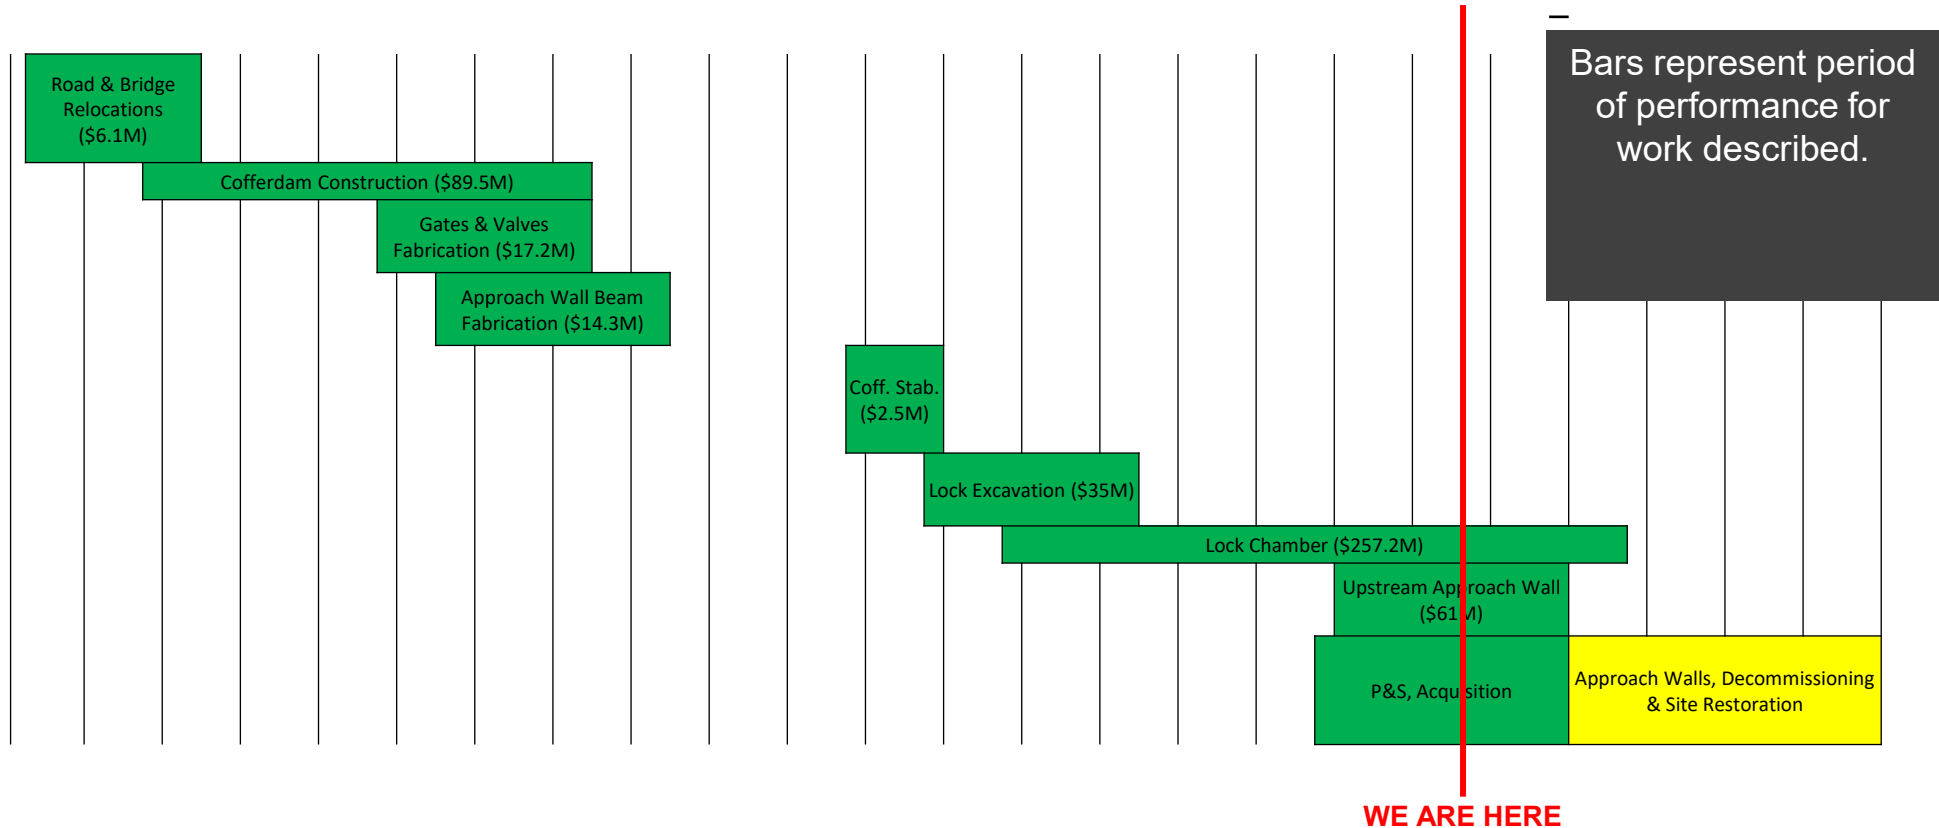 Bars represent period
of performance for
work described.
Road & Bridge
Relocations
($6.1M)
Cofferdam Construction ($89.5M)
Gates & Valves
Fabrication ($17.2M)
Approach Wall Beam
Fabrication ($14.3M)
Coff. Stab.
($2.5M)
Lock Excavation ($35M)
Lock Chamber ($257.2M)
Upstream Approach Wall
($61M)
P&S, Acquisition
Approach Walls, Decommissioning
& Site Restoration
WE ARE HERE